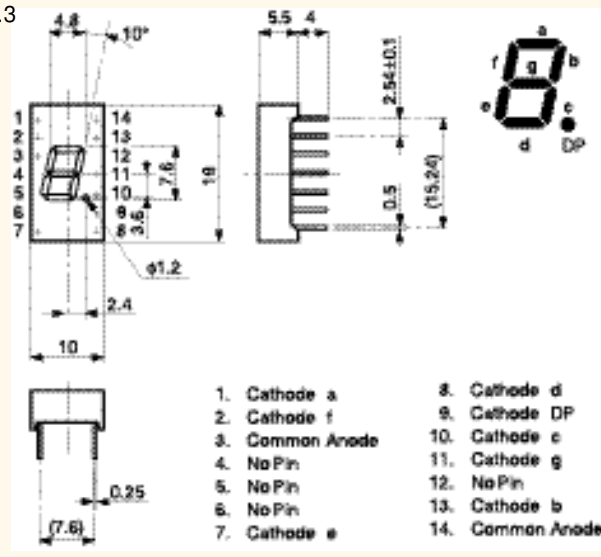 .3
4.8
10°
5.5 4
2.54±0.1
a
f g b
e c
d DP
1 14
2 13
3 12
4 11
5 10
6 9
7 8
7.6
3.6
19
0.5
(15.24)
φ1.2
2.4
10
0.25
(7.6)
1. Cathode a
2. Cathode f
3. Common Anode
4. No Pin
5. No Pin
6. No Pin
7. Cathode e
8. Cathode d
9. Cathode DP
10. Cathode c
11. Cathode g
12. No Pin
13. Cathode b
14. Common Anode